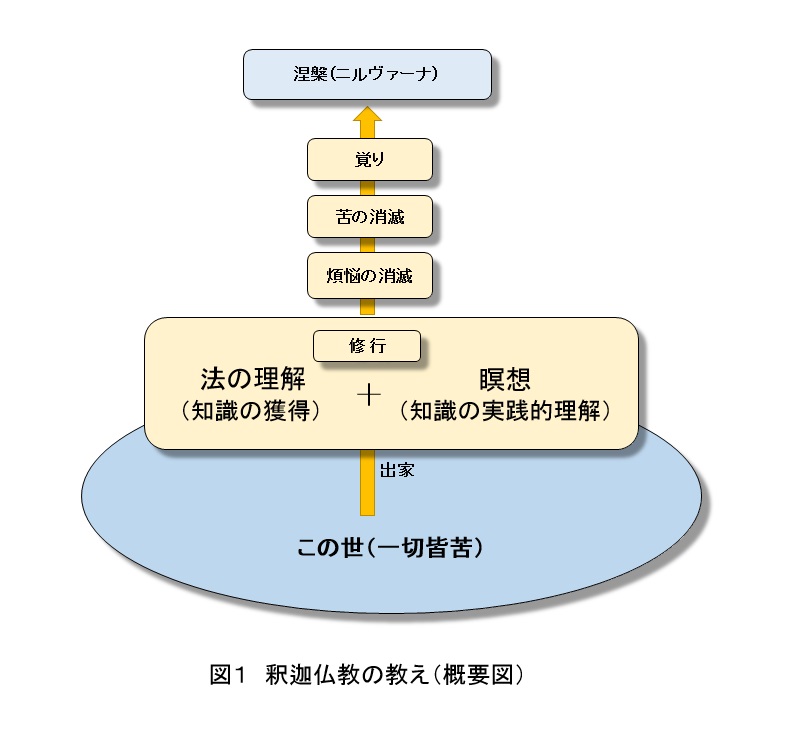 涅槃（ニルヴァーナ）
覚り
苦の消滅
煩悩の消滅
修行
法の理解
（知識の獲得）
＋
瞑想
（知識の実践的理解）
出家
この世（一切皆苦）
図１　釈迦仏教の教え（概要図）